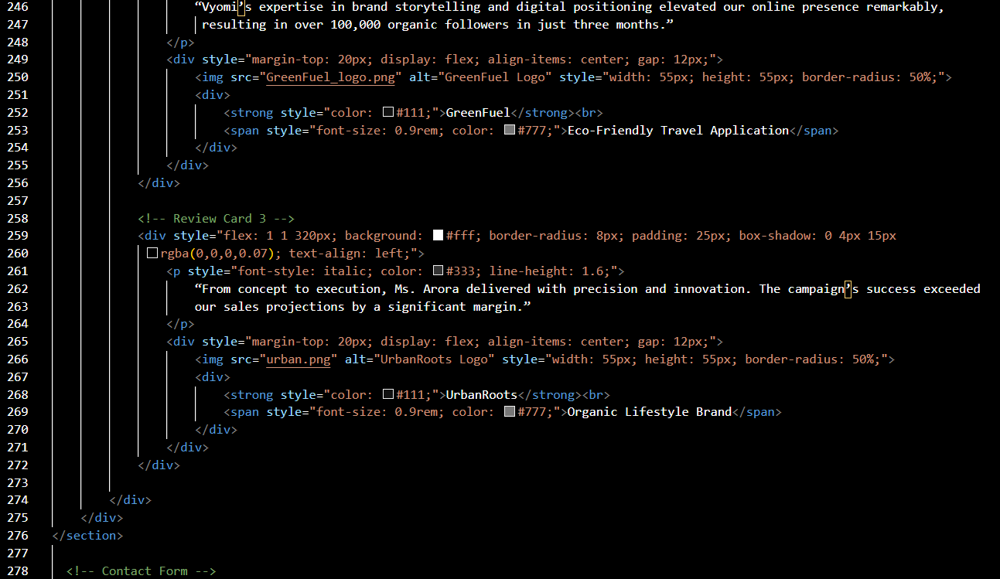 246 “Vyomi’s expertise in brand storytelling and digital positioning elevated our online presence remarkably,
247 resulting in over 100,000 organic followers in just three months.”
248 </p>
249 <div style="margin-top: 20px; display: flex; align-items: center; gap: 12px;">
250 <img src="GreenFuel_logo.png" alt="GreenFuel Logo" style="width: 55px; height: 55px; border-radius: 50%;">
251 <div>
252 <strong style="color: #111;">GreenFuel</strong><br>
253 <span style="font-size: 0.9rem; color: #777;">Eco-Friendly Travel Application</span>
254 </div>
255 </div>
256 </div>
257
258 <!-- Review Card 3 -->
259 <div style="flex: 1 1 320px; background: #fff; border-radius: 8px; padding: 25px; box-shadow: 0 4px 15px
260 rgba(0,0,0,0.07); text-align: left;">
261 <p style="font-style: italic; color: #333; line-height: 1.6;">
262 “From concept to execution, Ms. Arora delivered with precision and innovation. The campaign’s success exceeded
263 our sales projections by a significant margin.”
264 </p>
265 <div style="margin-top: 20px; display: flex; align-items: center; gap: 12px;">
266 <img src="urban.png" alt="UrbanRoots Logo" style="width: 55px; height: 55px; border-radius: 50%;">
267 <div>
268 <strong style="color: #111;">UrbanRoots</strong><br>
269 <span style="font-size: 0.9rem; color: #777;">Organic Lifestyle Brand</span>
270 </div>
271 </div>
272 </div>
273
274 </div>
275 </div>
276 </section>
277
278 <!-- Contact Form -->